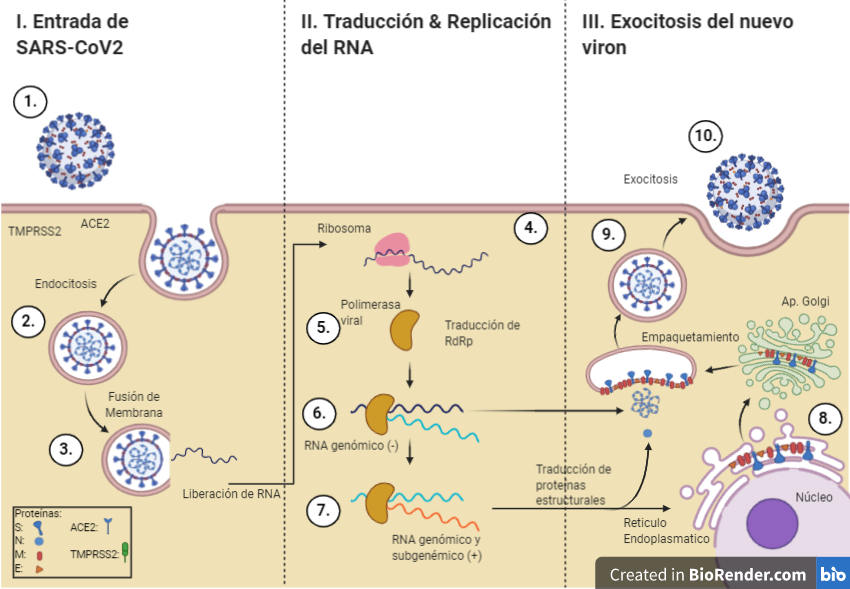 I. Entrada de
SARS-CoV2
II. Traducción & Replicación
del RNA
III. Exocitosis del nuevo
viron
1.
TMPRSS2
ACE2
Endocitosis
2.
Fusión de
Membrana
3.
Liberación de RNA
Proteínas:
S:
N:
M:
E:
ACE2:
TMPRSS2:
Ribosoma
4.
Polimerasa
viral
5.
Traducción de
RdRp
6.
RNA genómico (-)
7.
RNA genómico y
subgenémico (+)
Traducción de
proteínas
estructurales
Retículo
Endoplasmatico
8.
Núcleo
Ap. Golgi
Empaquetamiento
9.
Exocitosis
10.
Created in BioRender.com bio